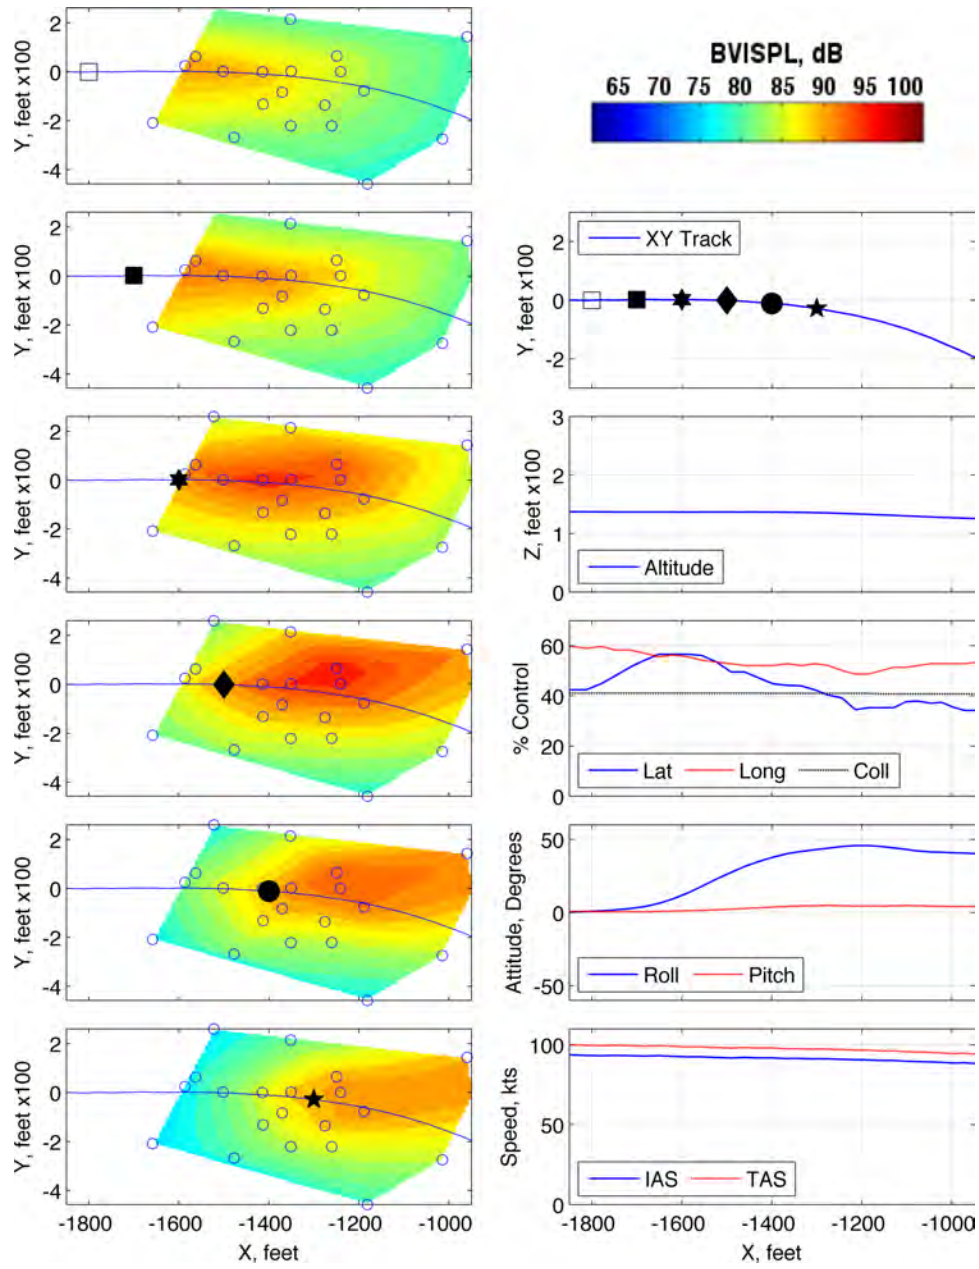 BVISPL, dB
65 70 75 80 85 90 95 100
Y, feet x100
2
0
-2
-4
Y, feet x100
2
0
-2
-4
XY Track
Y, feet x100
2
0
-2
Y, feet x100
2
0
-2
-4
Z, feet x100
3
2
1
0
Altitude
Y, feet x100
2
0
-2
-4
% Control
60
40
20
0
Lat Long Coll
Y, feet x100
2
0
-2
-4
Attitude, Degrees
50
0
-50
Roll Pitch
Y, feet x100
2
0
-2
-4
Speed, kts
100
50
0
IAS TAS
-1800 -1600 -1400 -1200 -1000
X, feet
-1800 -1600 -1400 -1200 -1000
X, feet